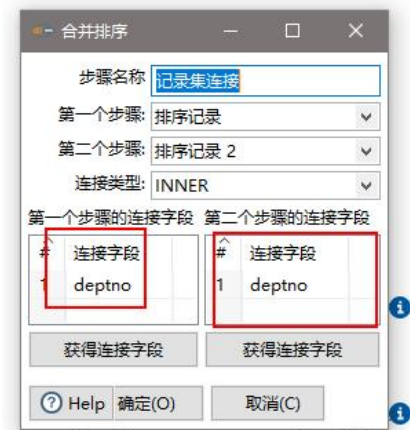 合并排序
步骤名称 记录集连接
第一个步骤: 排序记录
第二个步骤: 排序记录 2
连接类型: INNER
第一个步骤的连接字段 第二个步骤的连接字段
# 连接字段 # 连接字段
1 deptno 1 deptno
获得连接字段 获得连接字段
Help 确定(O) 取消(C)